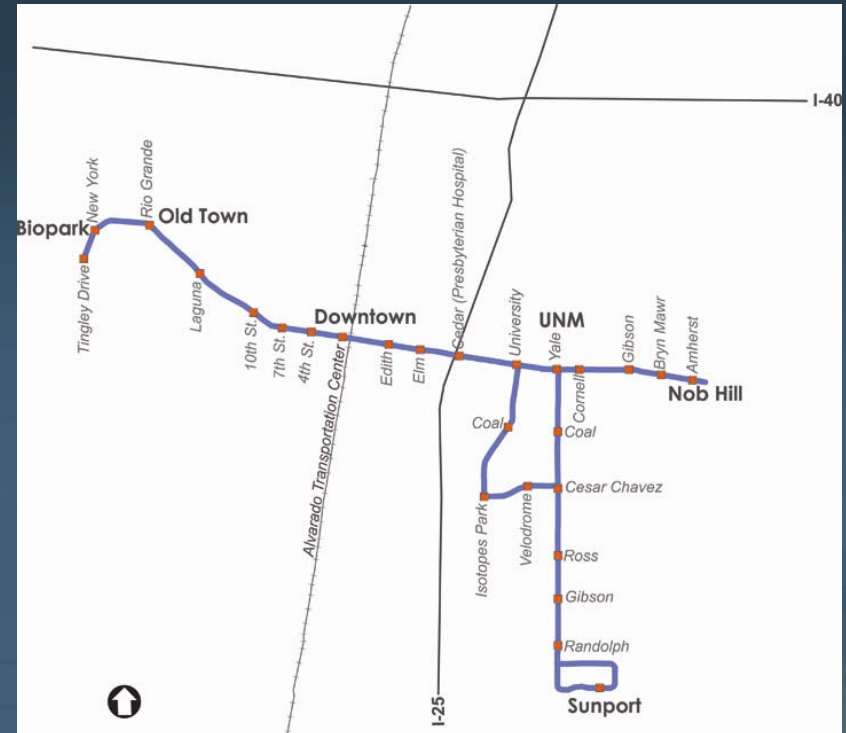 I-40
Biopark
New York
Rio Grande
Old Town
Tingley Drive
Laguna
10th St.
7th St.
4th St.
Downtown
Alvarado Transportation Center
Edith
Elm
Cedar (Presbyterian Hospital)
University
UNM
Yale
Cornell
Gibson
Bryn Mawr
Amherst
Nob Hill
Coal
Coal
Isotopes Park
Velodrome
Cesar Chavez
Ross
Gibson
Randolph
Sunport
I-25